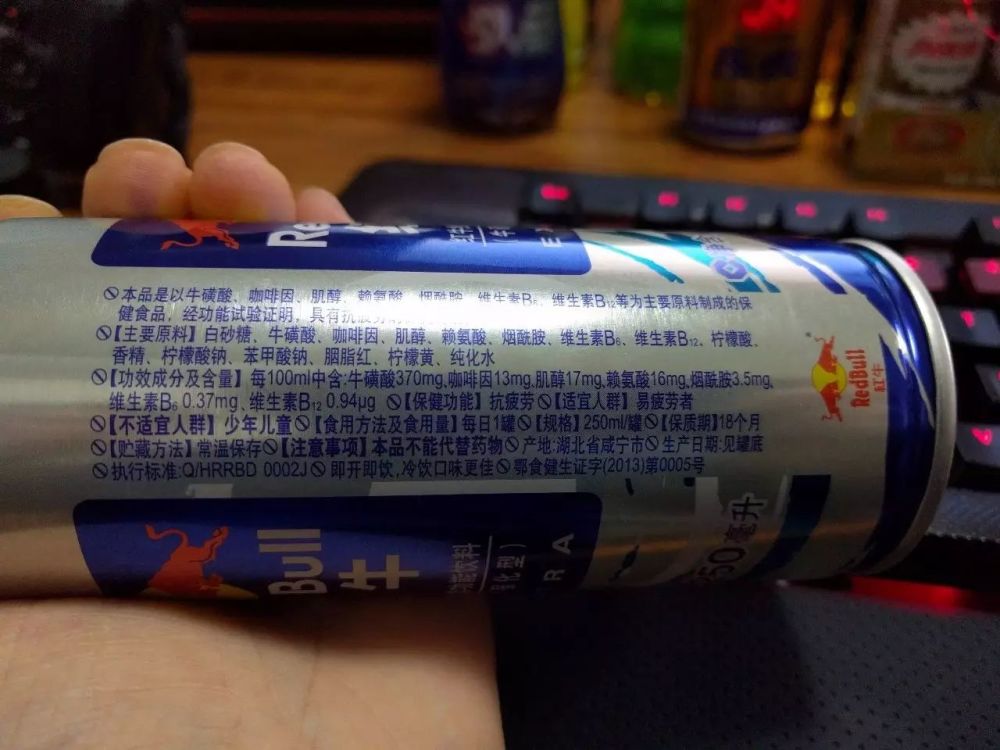 本品是以牛磺酸、咖啡因、肌醇、赖氨酸、烟酰胺、维生素B₆、维生素B₁₂等为主要原料制成的保
健食品，经功能试验证明，具有抗疲劳
【主要原料】白砂糖、牛磺酸、咖啡因、肌醇、赖氨酸、烟酰胺、维生素B₆、维生素B₁₂、柠檬酸、
香精、柠檬酸钠、苯甲酸钠、胭脂红、柠檬黄、纯化水
【功效成分及含量】每100ml中含:牛磺酸370mg,咖啡因13mg,肌醇17mg,赖氨酸16mg,烟酰胺3.5mg,
维生素B₆ 0.37mg、维生素B₁₂ 0.94μg 【保健功能】抗疲劳【适宜人群】易疲劳者
【不适宜人群】少年儿童【食用方法及食用量】每日1罐【规格】250ml/罐【保质期】18个月
【贮藏方法】常温保存【注意事项】本品不能代替药物 产地:湖北省咸宁市 生产日期:见罐底
执行标准:Q/HRRBD 0002J 即开即饮,冷饮口味更佳 鄂食健生证字(2013)第0005号
RedBull
紅牛
Bull
牛
能饮料
化型）
R A
50毫升